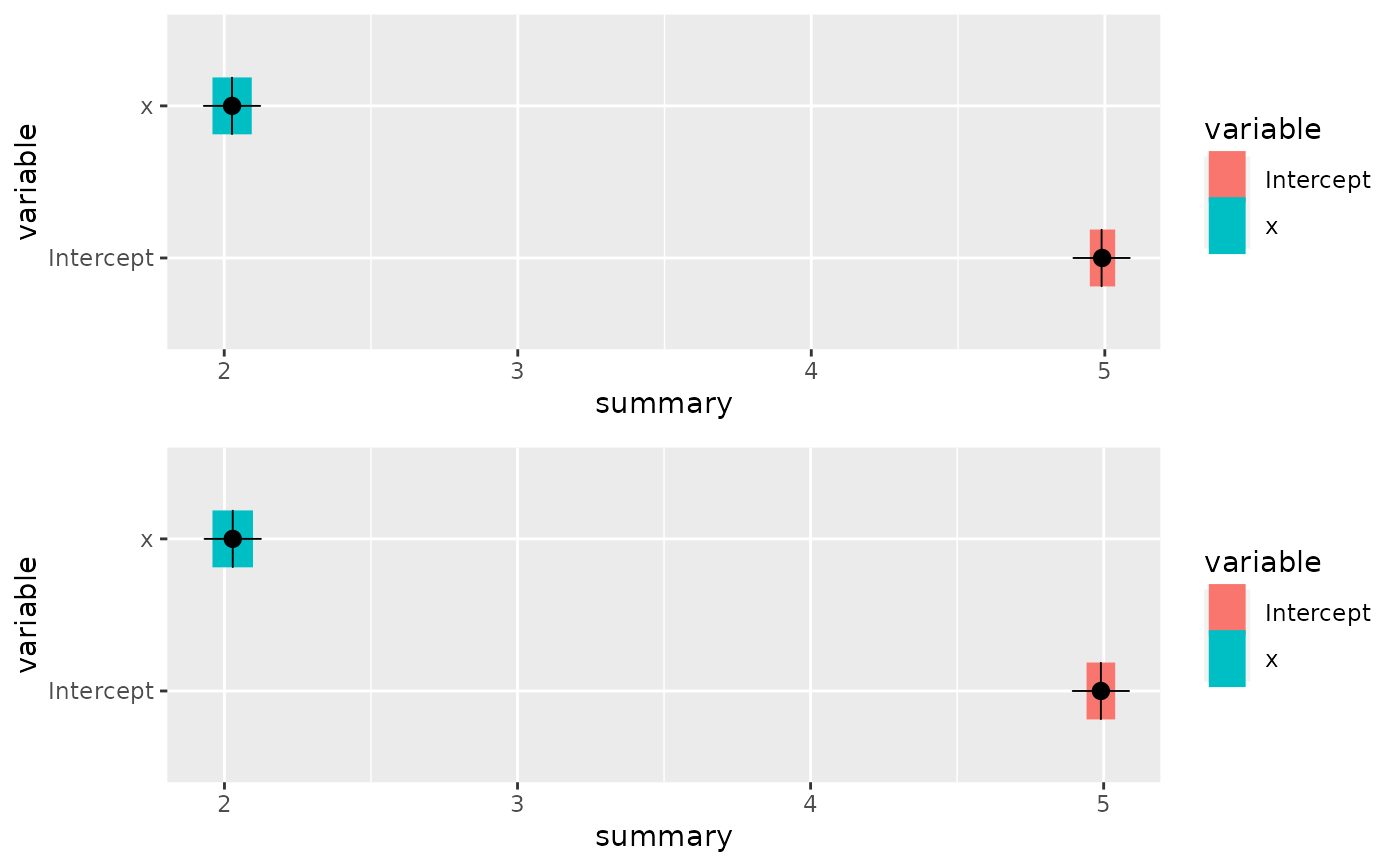 variable
x
Intercept
2 3 4 5
summary
variable
Intercept
x
variable
x
Intercept
2 3 4 5
summary
variable
Intercept
x